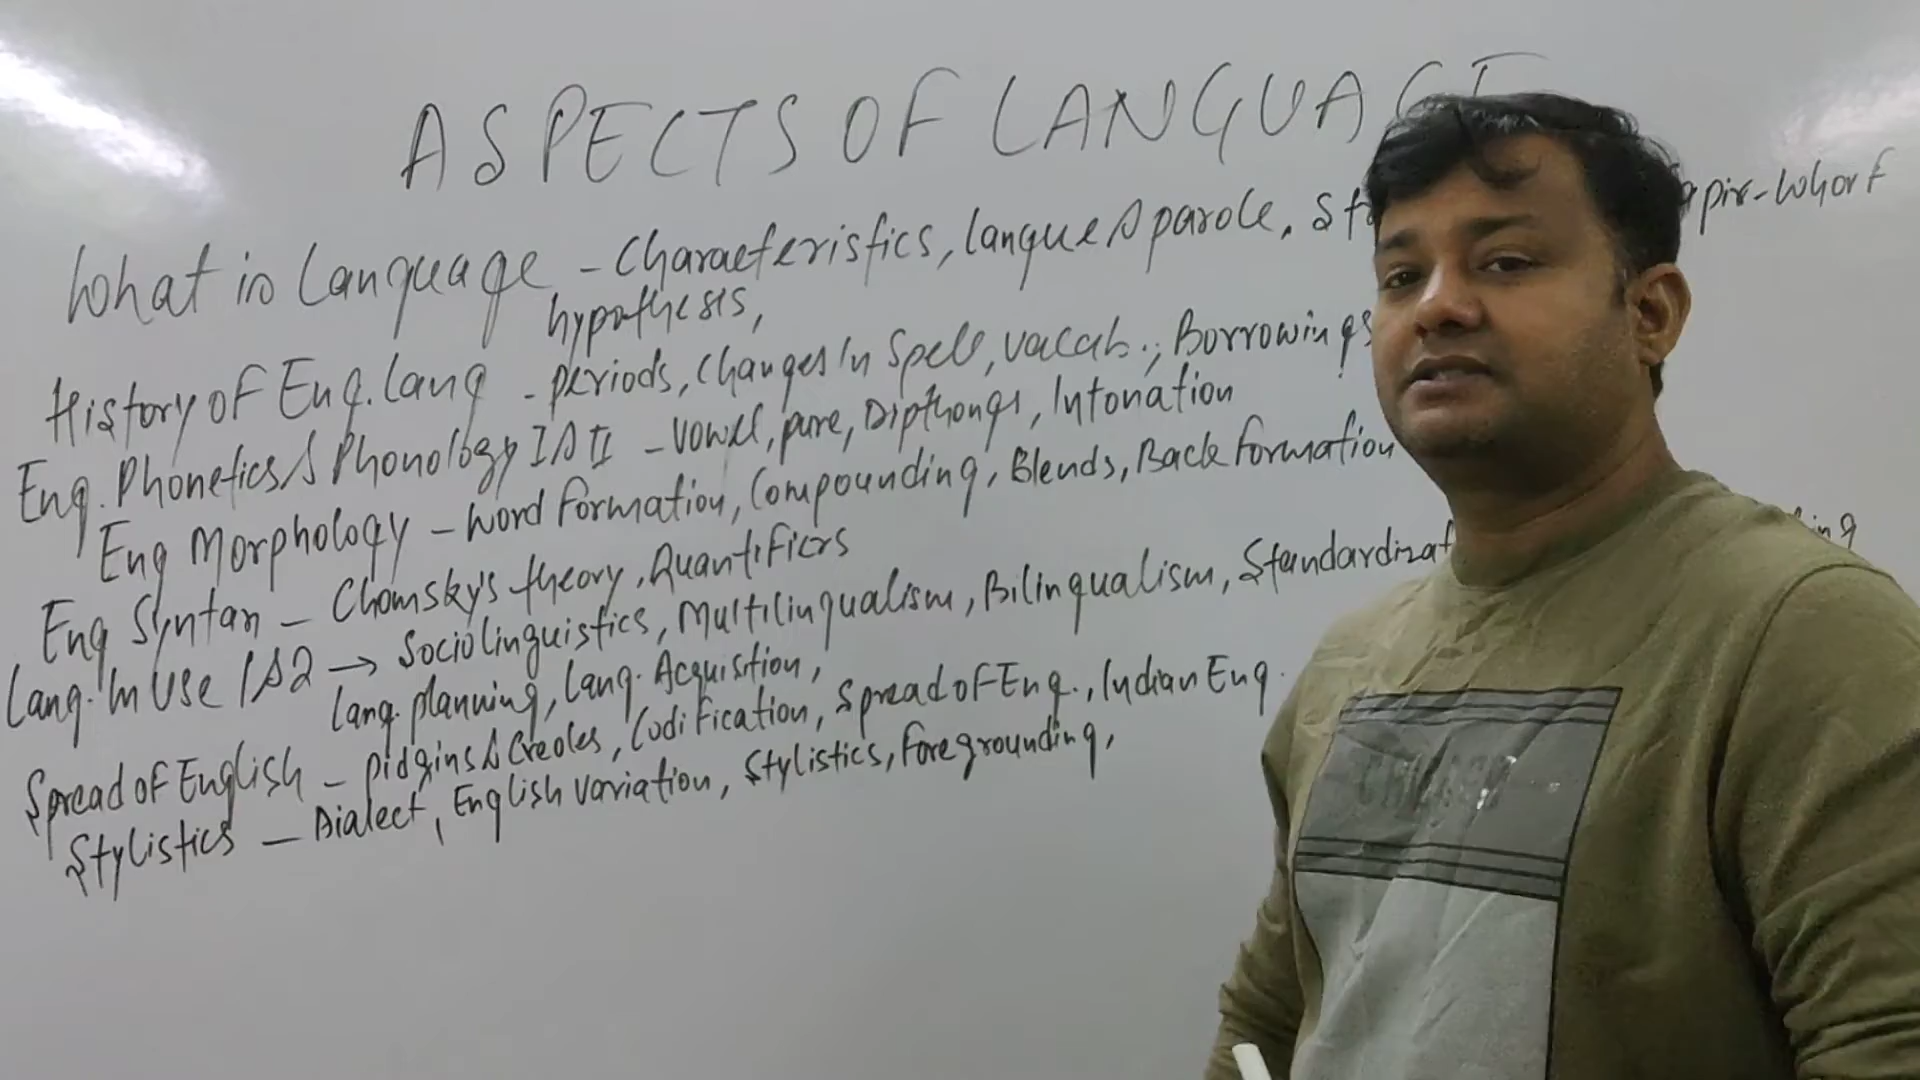 ASPECTS OF LANGUAGE
What is Language - Characteristics, langue & parole, Whorf
hypothesis,
History of Eng. lang - periods, Changes in Spell, vocab., Borrowings
Eng. Phonetics & Phonology I & II - Vowel, pure, Dipthongs, Intonation
Eng Morphology - Word Formation, Compounding, Blends, Back Formation
Eng Syntax - Chomsky's theory, Quantifiers
Lang. in Use 1 & 2 → Sociolinguistics, Multilingualism, Bilingualism,
lang. planning, Lang. Acquisition,
Spread of English - pidgins & Creoles, Codification, Spread of Eng., Indian Eng.
Stylistics - Dialect, English variation, Stylistics, Foregrounding,